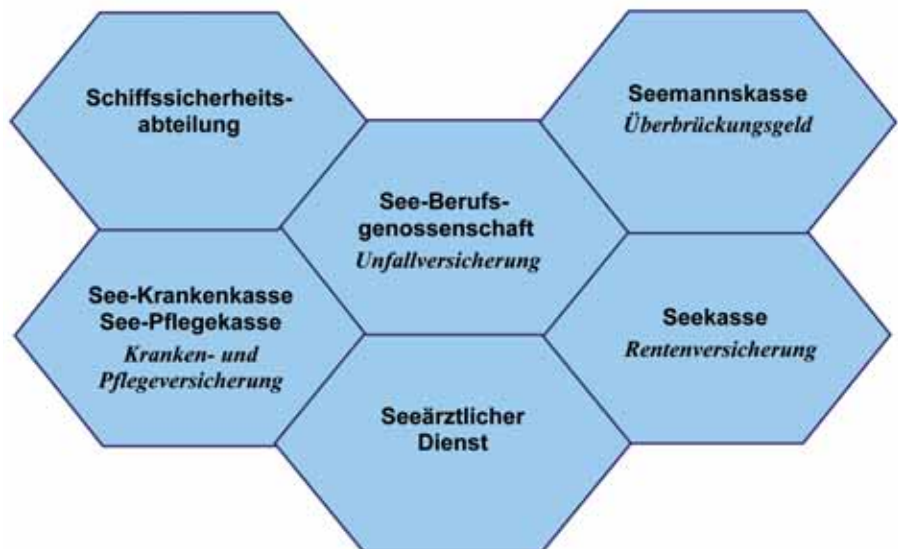 Schiffssicherheits-
abteilung
Seemannskasse
Überbrückungsgeld
See-Berufs-
genossenschaft
Unfallversicherung
See-Krankenkasse
See-Pflegekasse
Kranken- und
Pflegeversicherung
Seekasse
Rentenversicherung
Seeärztlicher
Dienst